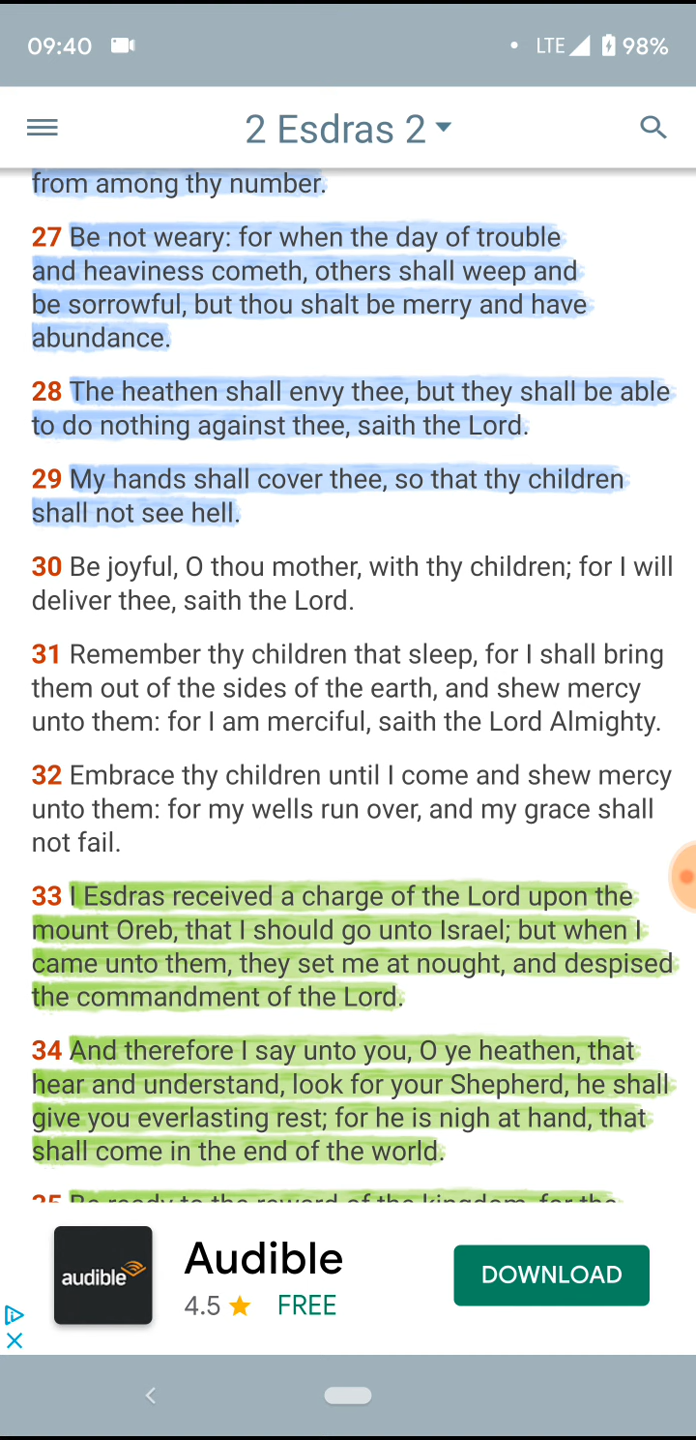 09:40
LTE 98%
2 Esdras 2
from among thy number.
27 Be not weary: for when the day of trouble
and heaviness cometh, others shall weep and
be sorrowful, but thou shalt be merry and have
abundance.
28 The heathen shall envy thee, but they shall be able
to do nothing against thee, saith the Lord.
29 My hands shall cover thee, so that thy children
shall not see hell.
30 Be joyful, O thou mother, with thy children; for I will
deliver thee, saith the Lord.
31 Remember thy children that sleep, for I shall bring
them out of the sides of the earth, and shew mercy
unto them: for I am merciful, saith the Lord Almighty.
32 Embrace thy children until I come and shew mercy
unto them: for my wells run over, and my grace shall
not fail.
33 I Esdras received a charge of the Lord upon the
mount Oreb, that I should go unto Israel; but when I
came unto them, they set me at nought, and despised
the commandment of the Lord.
34 And therefore I say unto you, O ye heathen, that
hear and understand, look for your Shepherd, he shall
give you everlasting rest; for he is nigh at hand, that
shall come in the end of the world.
35 Be ready to the reward of the kingdom, for the
audible
Audible
4.5 FREE
DOWNLOAD